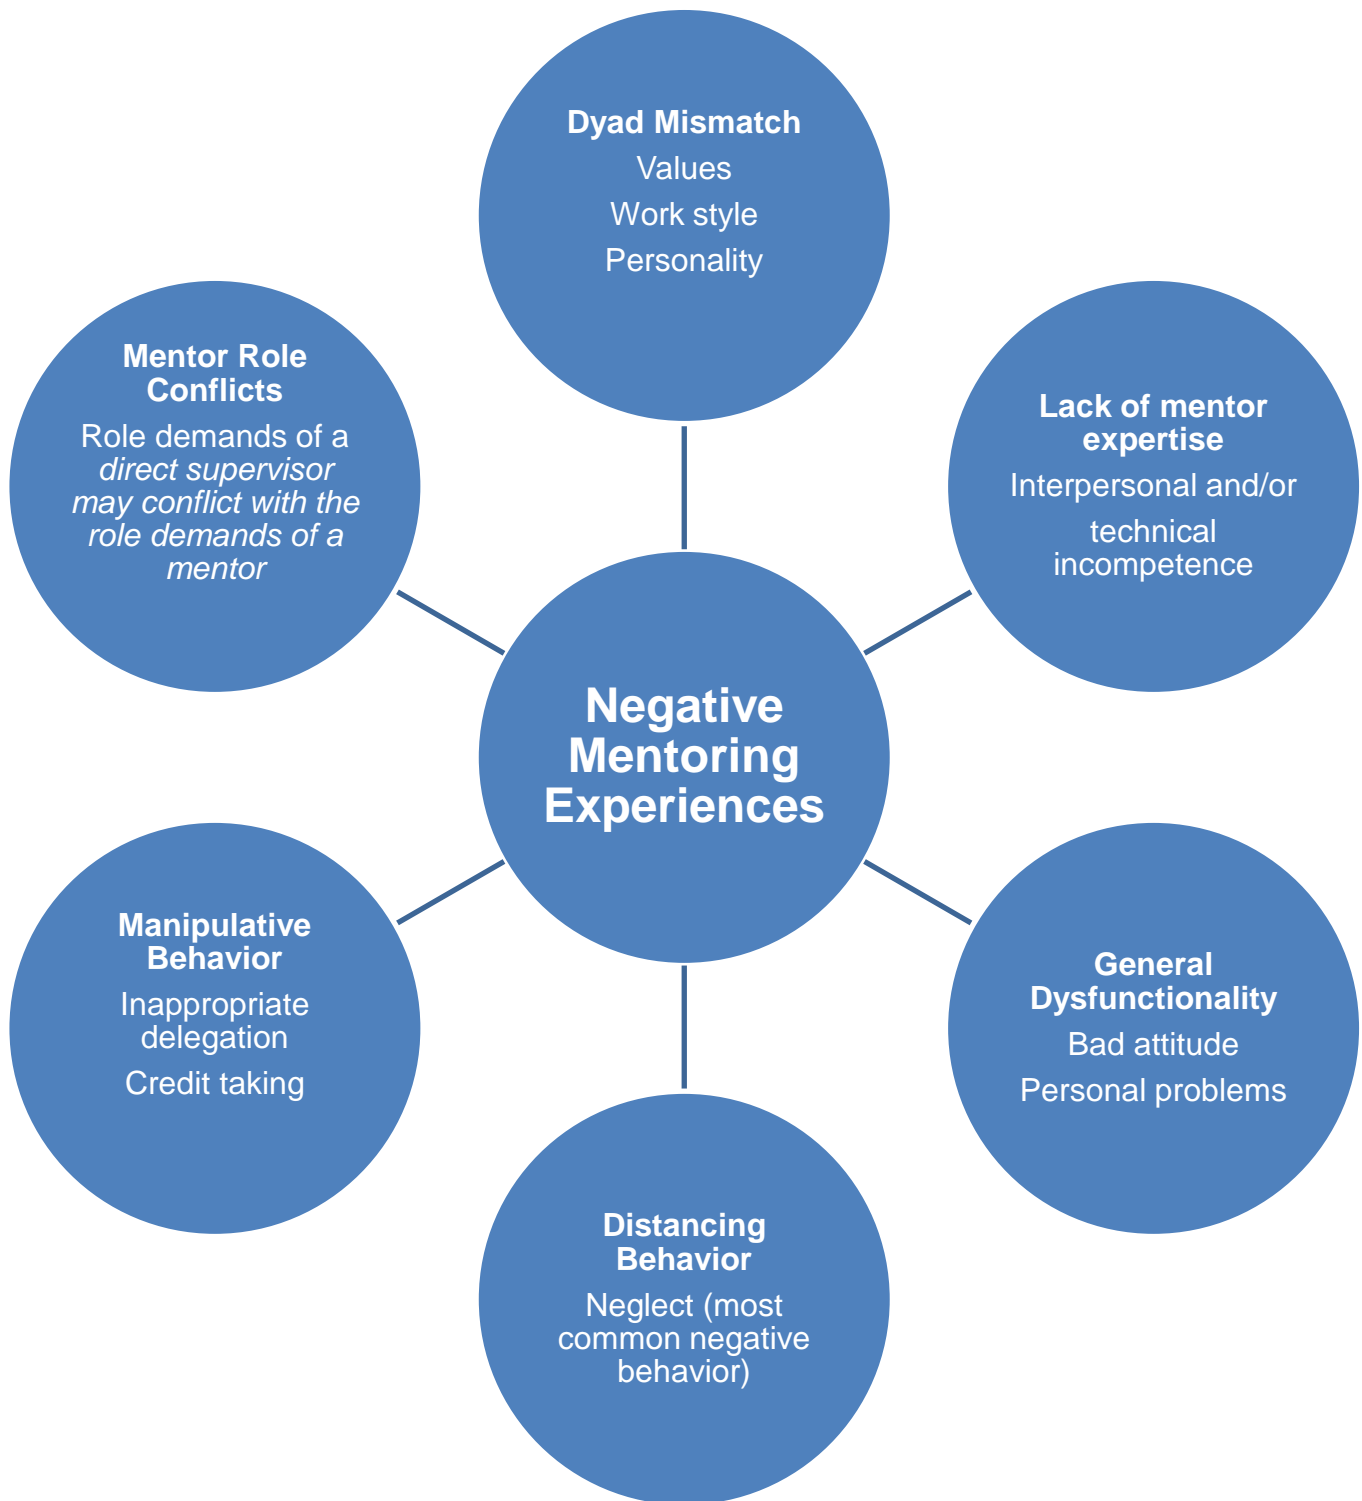 Dyad Mismatch
Values
Work style
Personality
Lack of mentor
expertise
Interpersonal and/or
technical
incompetence
General
Dysfunctionality
Bad attitude
Personal problems
Distancing
Behavior
Neglect (most
common negative
behavior)
Manipulative
Behavior
Inappropriate
delegation
Credit taking
Mentor Role
Conflicts
Role demands of a
direct supervisor
may conflict with the
role demands of a
mentor
Negative
Mentoring
Experiences